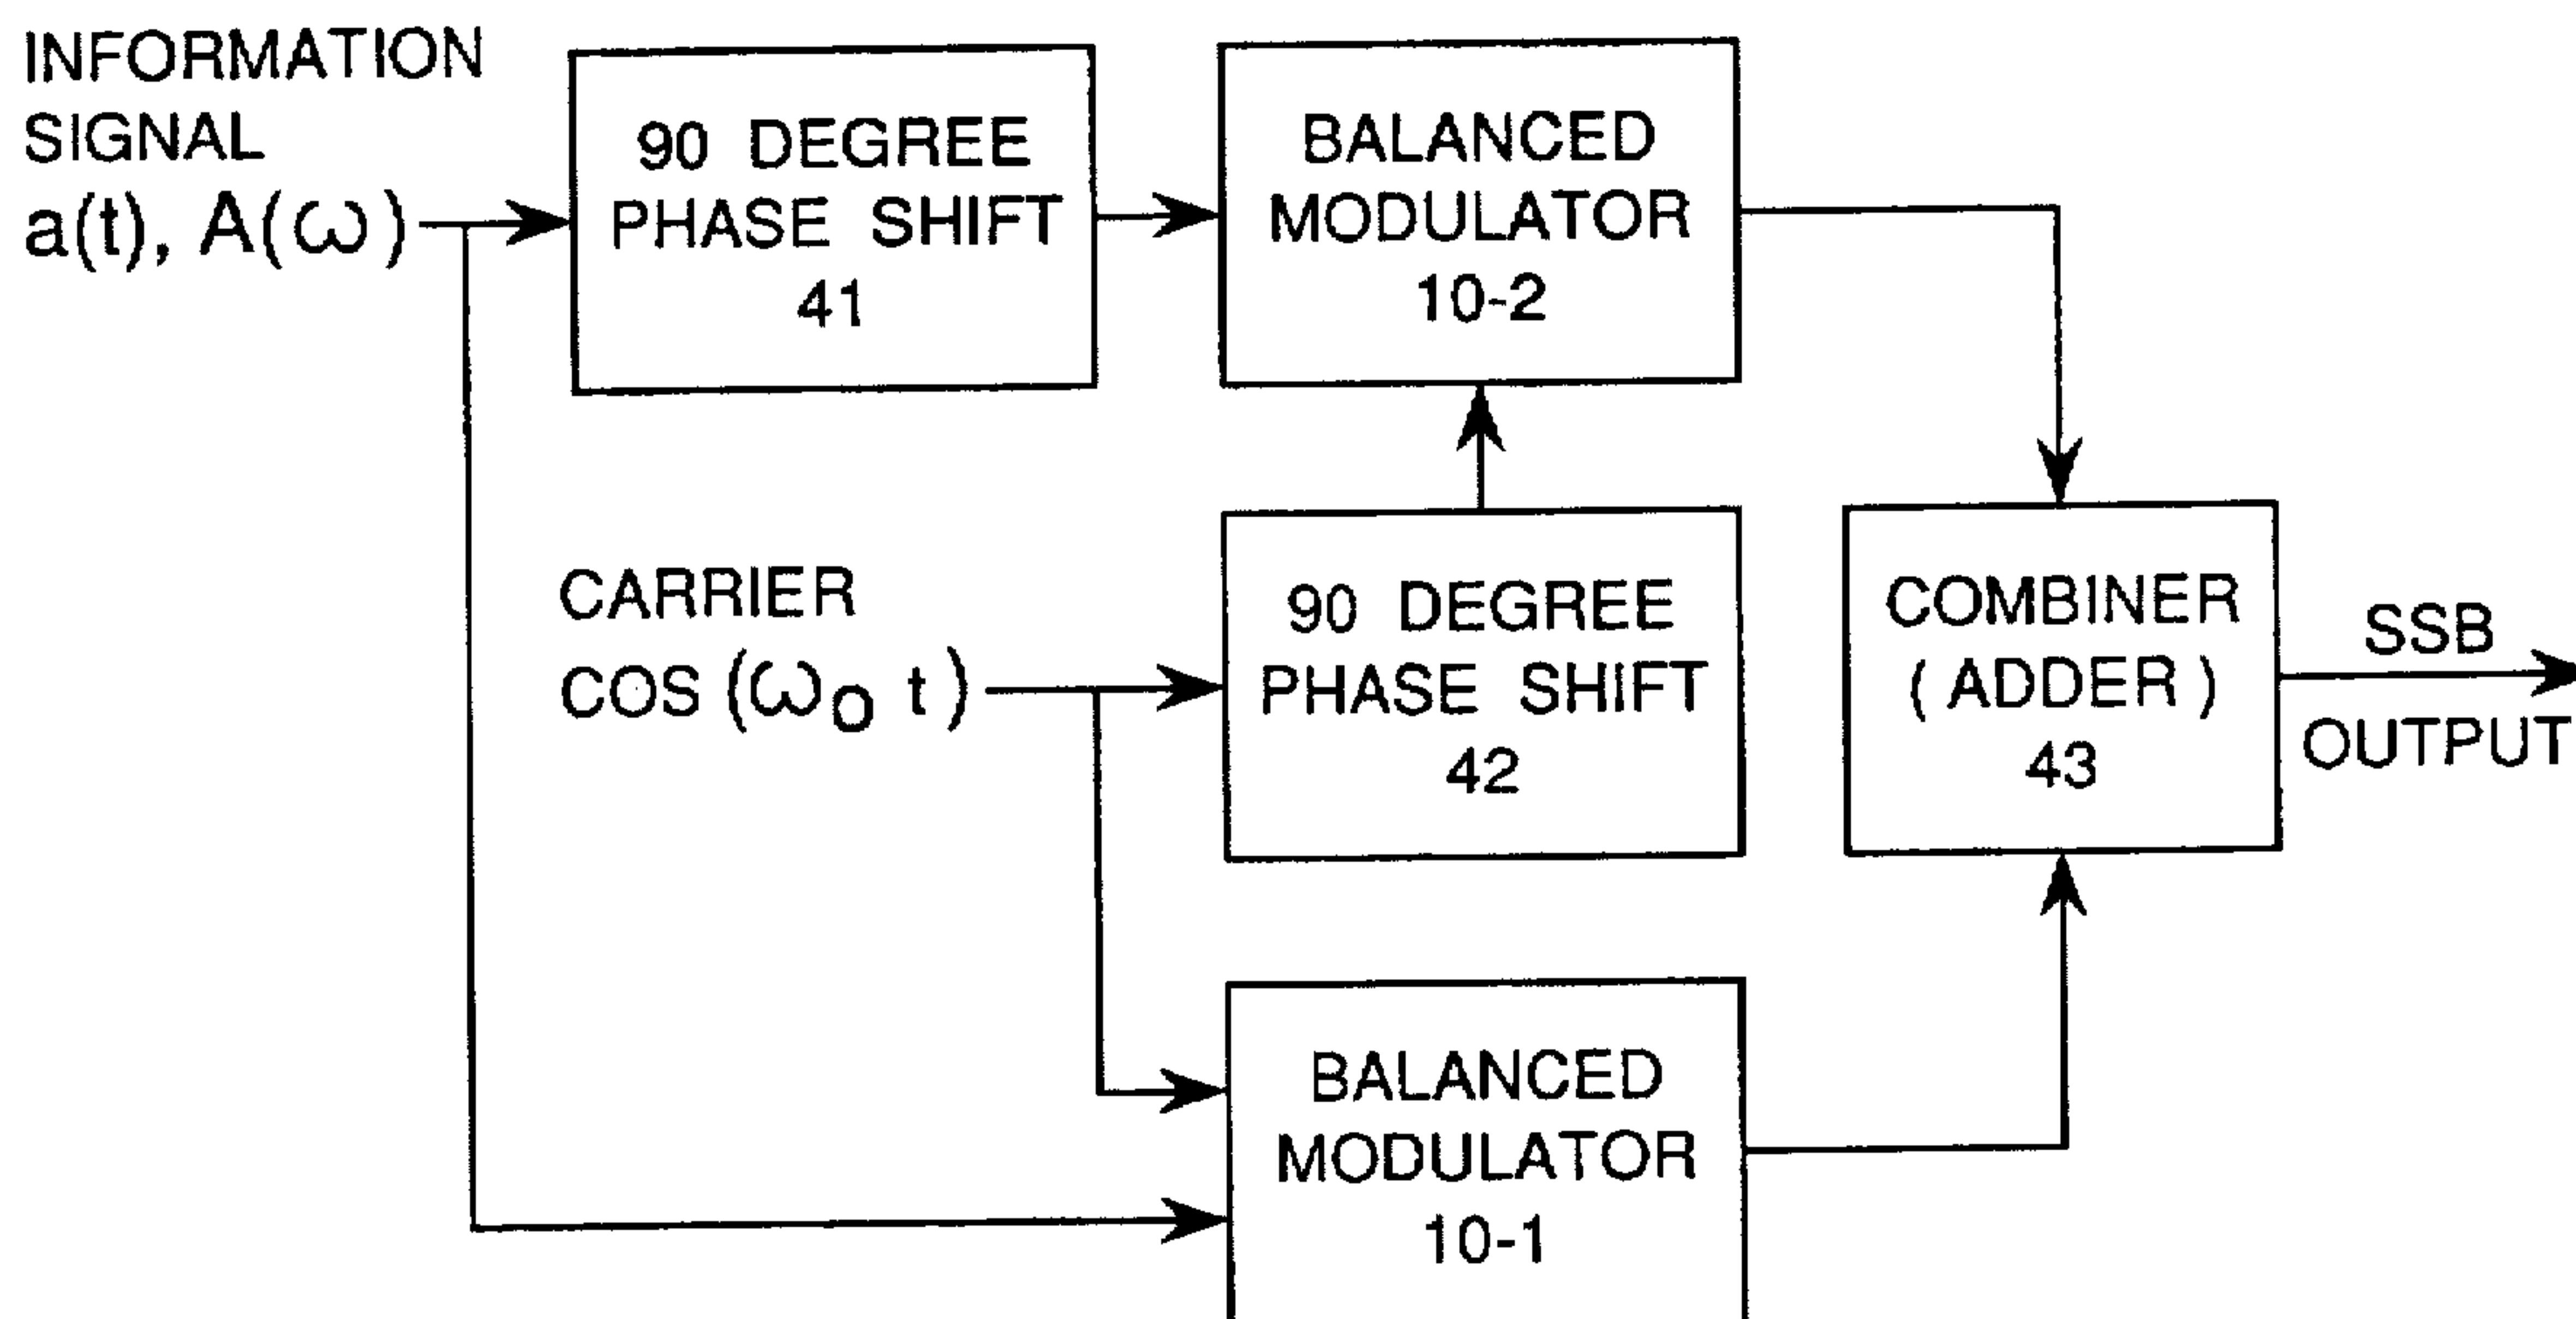 INFORMATION
SIGNAL
a(t), A(ω)
90 DEGREE
PHASE SHIFT
41
BALANCED
MODULATOR
10-2
CARRIER
COS (ω₀ t)
90 DEGREE
PHASE SHIFT
42
COMBINER
( ADDER )
43
SSB
OUTPUT
BALANCED
MODULATOR
10-1